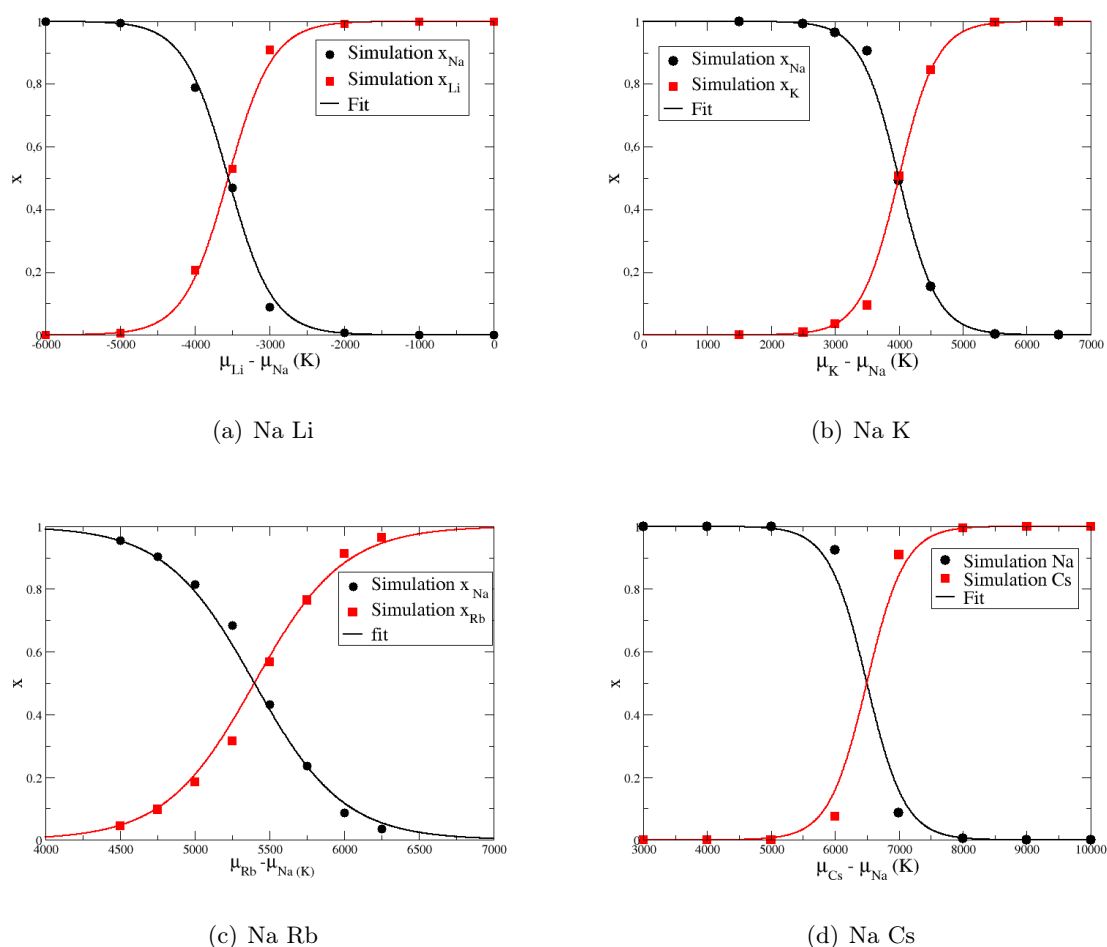 1
0,8
0,6
x
0,4
0,2
0
-6000 -5000 -4000 -3000 -2000 -1000 0
μLi - μNa (K)
Simulation xNa
Simulation xLi
Fit
(a) Na Li
1
0,8
0,6
x
0,4
0,2
0
0 1000 2000 3000 4000 5000 6000 7000
μK - μNa (K)
Simulation xNa
Simulation xK
Fit
(b) Na K
1
0.8
0.6
x
0.4
0.2
0
4000 4500 5000 5500 6000 6500 7000
μRb -μNa (K)
Simulation xNa
Simulation xRb
fit
(c) Na Rb
1
0.8
0.6
x
0.4
0.2
0
3000 4000 5000 6000 7000 8000 9000 10000
μCs - μNa (K)
Simulation Na
Simulation Cs
Fit
(d) Na Cs